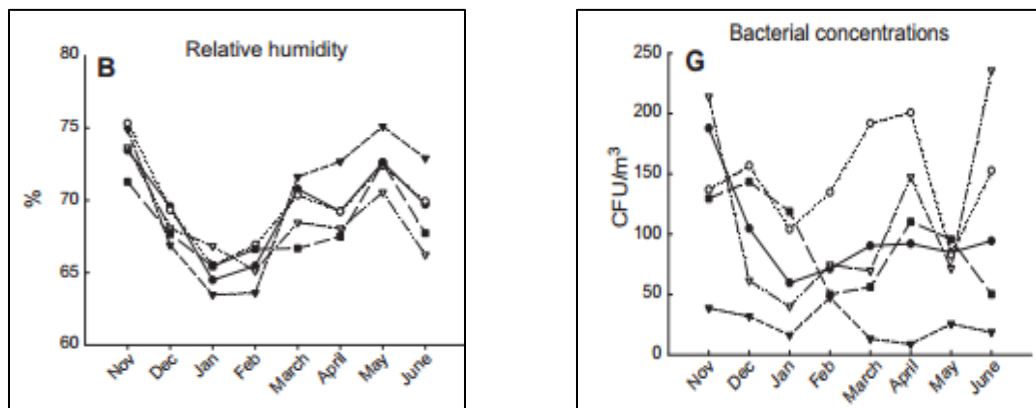 Relative humidity
B
80
75
70
65
60
%
Nov
Dec
Jan
Feb
March
April
May
June
Bacterial concentrations
G
250
200
150
100
50
0
CFU/m³
Nov
Dec
Jan
Feb
March
April
May
June